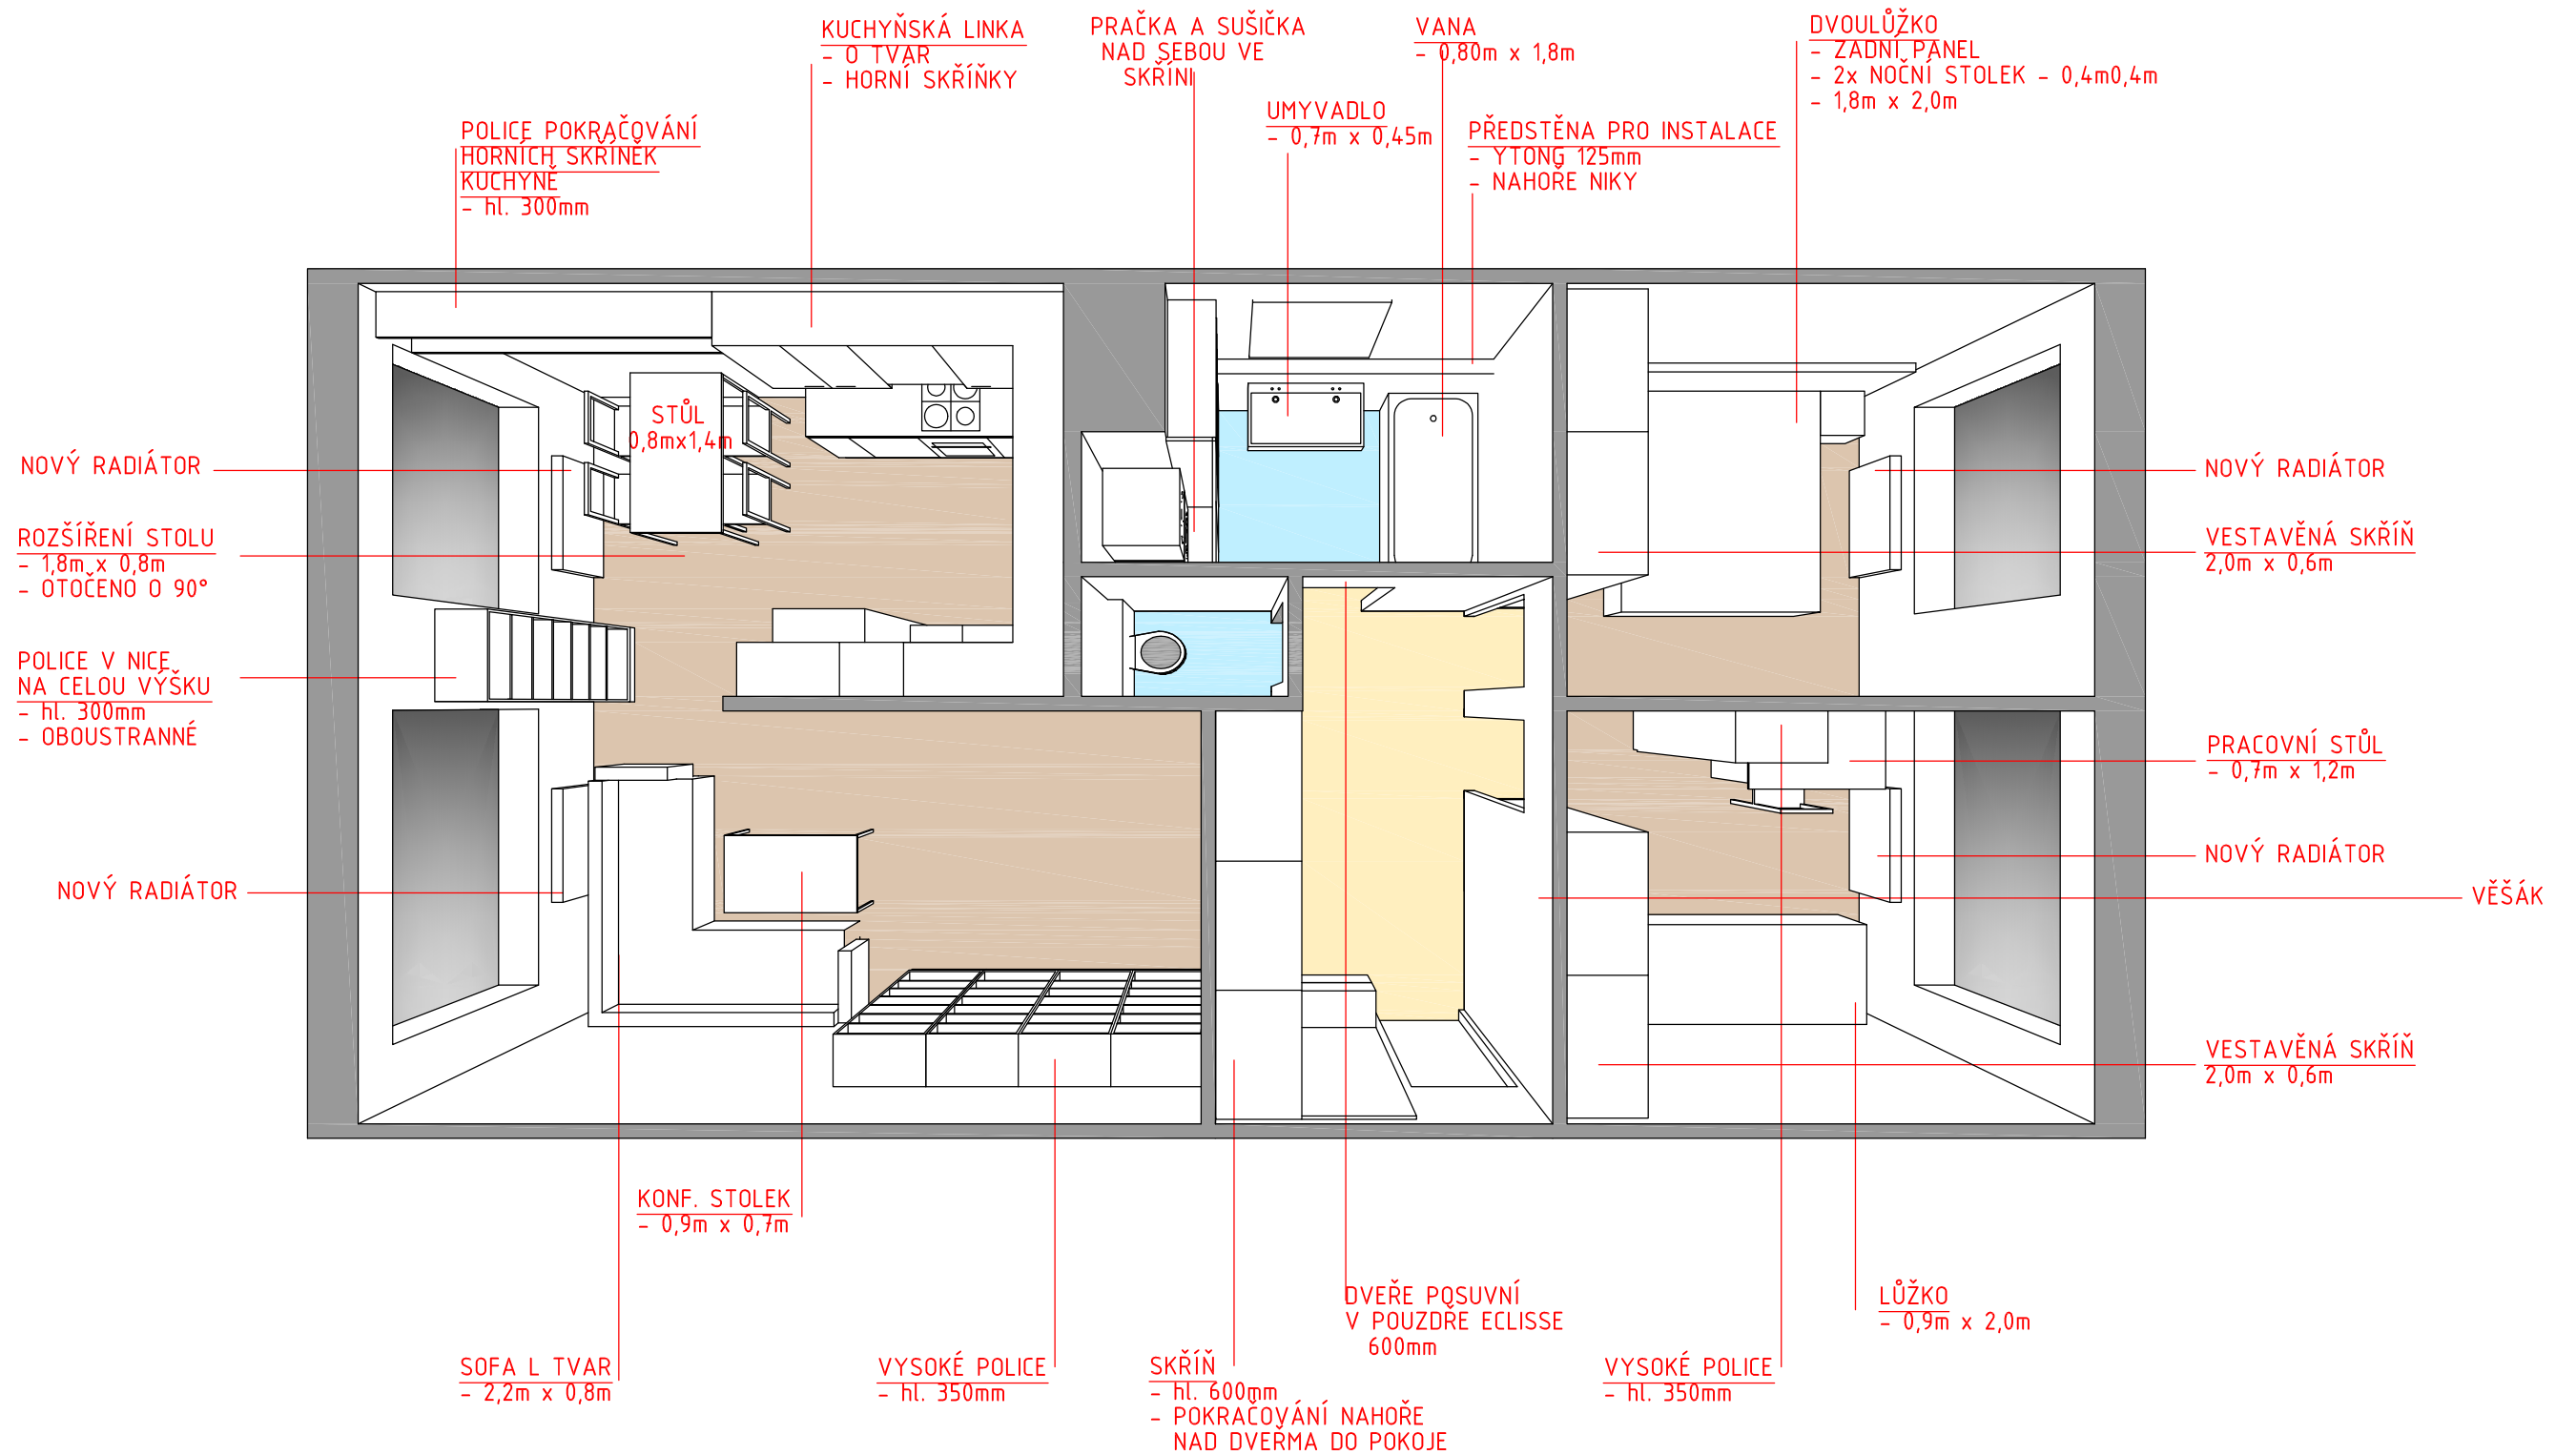 KUCHYŇSKÁ LINKA
- O TVAR
- HORNÍ SKŘÍŇKY
PRAČKA A SUŠIČKA
NAD SEBOU VE
SKŘÍNI
VANA
- 0,80m x 1,8m
DVOULŮŽKO
- ZADNÍ PANEL
- 2x NOČNÍ STOLEK - 0,4m0,4m
- 1,8m x 2,0m
UMYVADLO
- 0,7m x 0,45m
POLICE POKRAČOVÁNÍ
HORNÍCH SKŘÍNĚK
KUCHYNĚ
- hl. 300mm
PŘEDSTĚNA PRO INSTALACE
- YTONG 125mm
- NAHOŘE NIKY
STŮL
0,8mx1,4m
NOVÝ RADIÁTOR
ROZŠÍŘENÍ STOLU
- 1,8m x 0,8m
- OTOČENO O 90°
POLICE V NICE
NA CELOU VÝŠKU
- hl. 300mm
- OBOUSTRANNÉ
NOVÝ RADIÁTOR
NOVÝ RADIÁTOR
VESTAVĚNÁ SKŘÍŇ
2,0m x 0,6m
PRACOVNÍ STŮL
- 0,7m x 1,2m
NOVÝ RADIÁTOR
VĚŠÁK
VESTAVĚNÁ SKŘÍŇ
2,0m x 0,6m
KONF. STOLEK
- 0,9m x 0,7m
DVEŘE POSUVNÍ
V POUZDŘE ECLISSE
600mm
LŮŽKO
- 0,9m x 2,0m
SOFA L TVAR
- 2,2m x 0,8m
VYSOKÉ POLICE
- hl. 350mm
SKŘÍŇ
- hl. 600mm
- POKRAČOVÁNÍ NAHOŘE
NAD DVEŘMA DO POKOJE
VYSOKÉ POLICE
- hl. 350mm